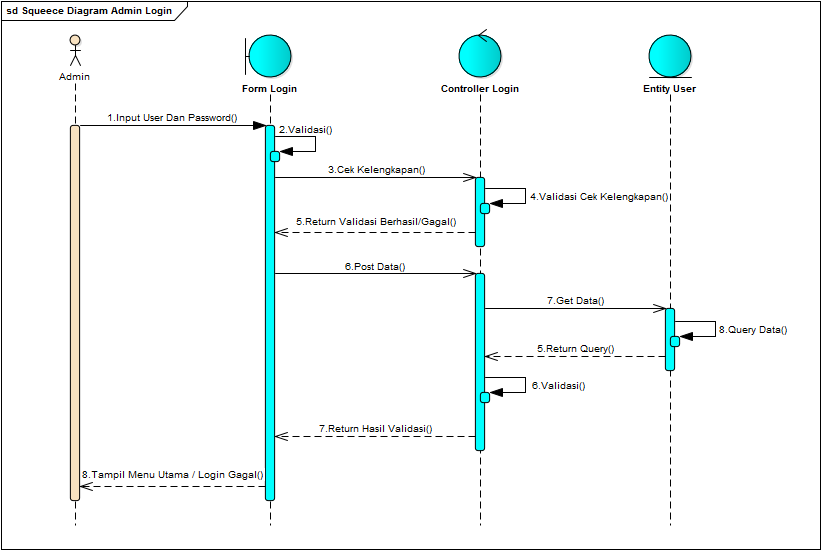 sd Squeece Diagram Admin Login
Admin
Form Login
Controller Login
Entity User
1.Input User Dan Password()
2.Validasi()
3.Cek Kelengkapan()
4.Validasi Cek Kelengkapan()
5.Return Validasi Berhasil/Gagal()
6.Post Data()
7.Get Data()
8.Query Data()
5.Return Query()
6.Validasi()
7.Return Hasil Validasi()
8.Tampil Menu Utama / Login Gagal()